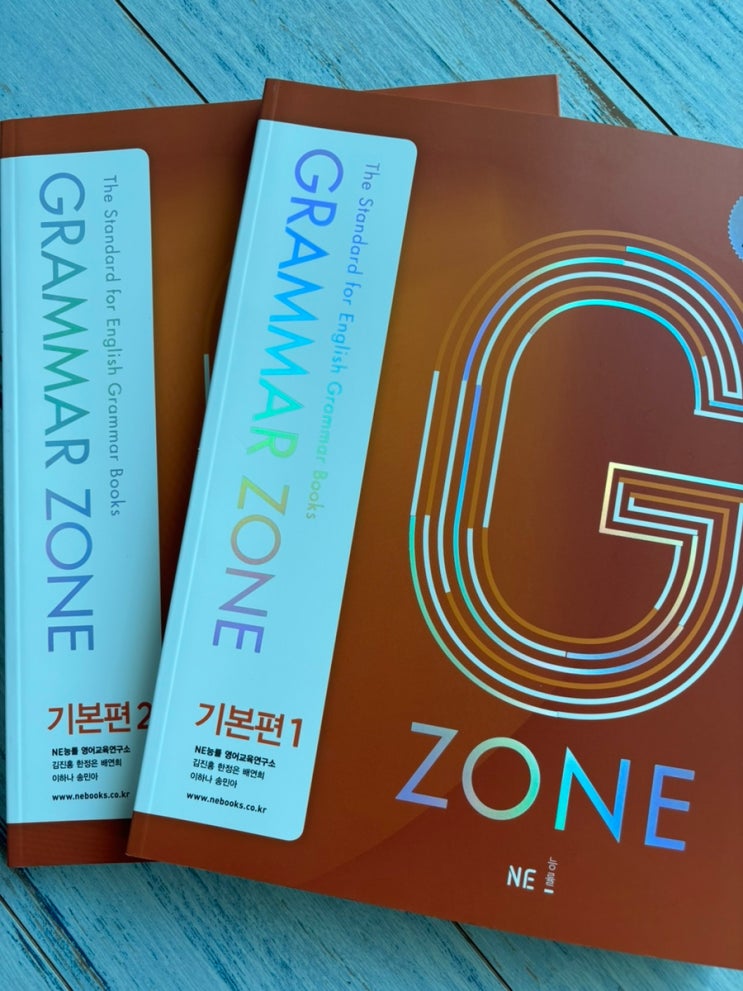 The Standard for English Grammar Books
GRAMMAR ZONE
기본편 2
NE능률 영어교육연구소
김진홍 한정은 배연희
이하나 송민아
www.nebooks.co.kr
The Standard for English Grammar Books
GRAMMAR ZONE
기본편 1
NE능률 영어교육연구소
김진홍 한정은 배연희
이하나 송민아
www.nebooks.co.kr
G
ZONE
NE 능률